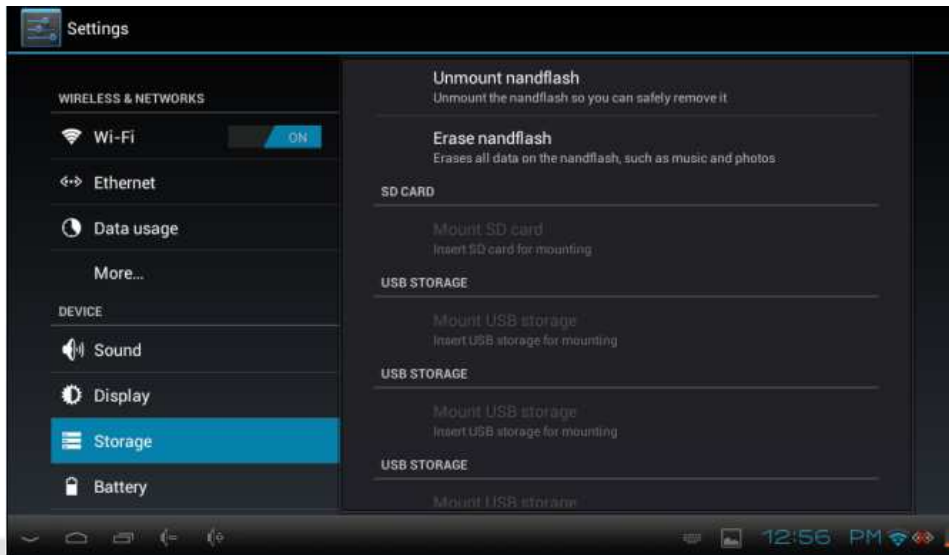 Settings
WIRELESS & NETWORKS
Wi-Fi
ON
Ethernet
Data usage
More...
DEVICE
Sound
Display
Storage
Battery
Unmount nandflash
Unmount the nandflash so you can safely remove it
Erase nandflash
Erases all data on the nandflash, such as music and photos
SD CARD
Mount SD card
Insert SD card for mounting
USB STORAGE
Mount USB storage
Insert USB storage for mounting
USB STORAGE
Mount USB storage
Insert USB storage for mounting
USB STORAGE
Mount USB storage
12:56 PM